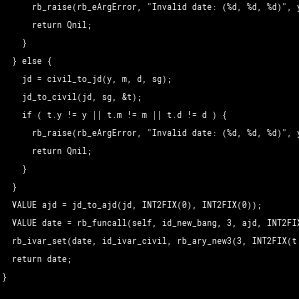 rb_raise(rb_eArgError, "Invalid date: (%d, %d, %d)", y
return Qnil;
}
} else {
jd = civil_to_jd(y, m, d, sg);
jd_to_civil(jd, sg, &t);
if ( t.y != y || t.m != m || t.d != d ) {
rb_raise(rb_eArgError, "Invalid date: (%d, %d, %d)", y
return Qnil;
}
}
VALUE ajd = jd_to_ajd(jd, INT2FIX(0), INT2FIX(0));
VALUE date = rb_funcall(self, id_new_bang, 3, ajd, INT2FIX
rb_ivar_set(date, id_ivar_civil, rb_ary_new3(3, INT2FIX(t
return date;
}